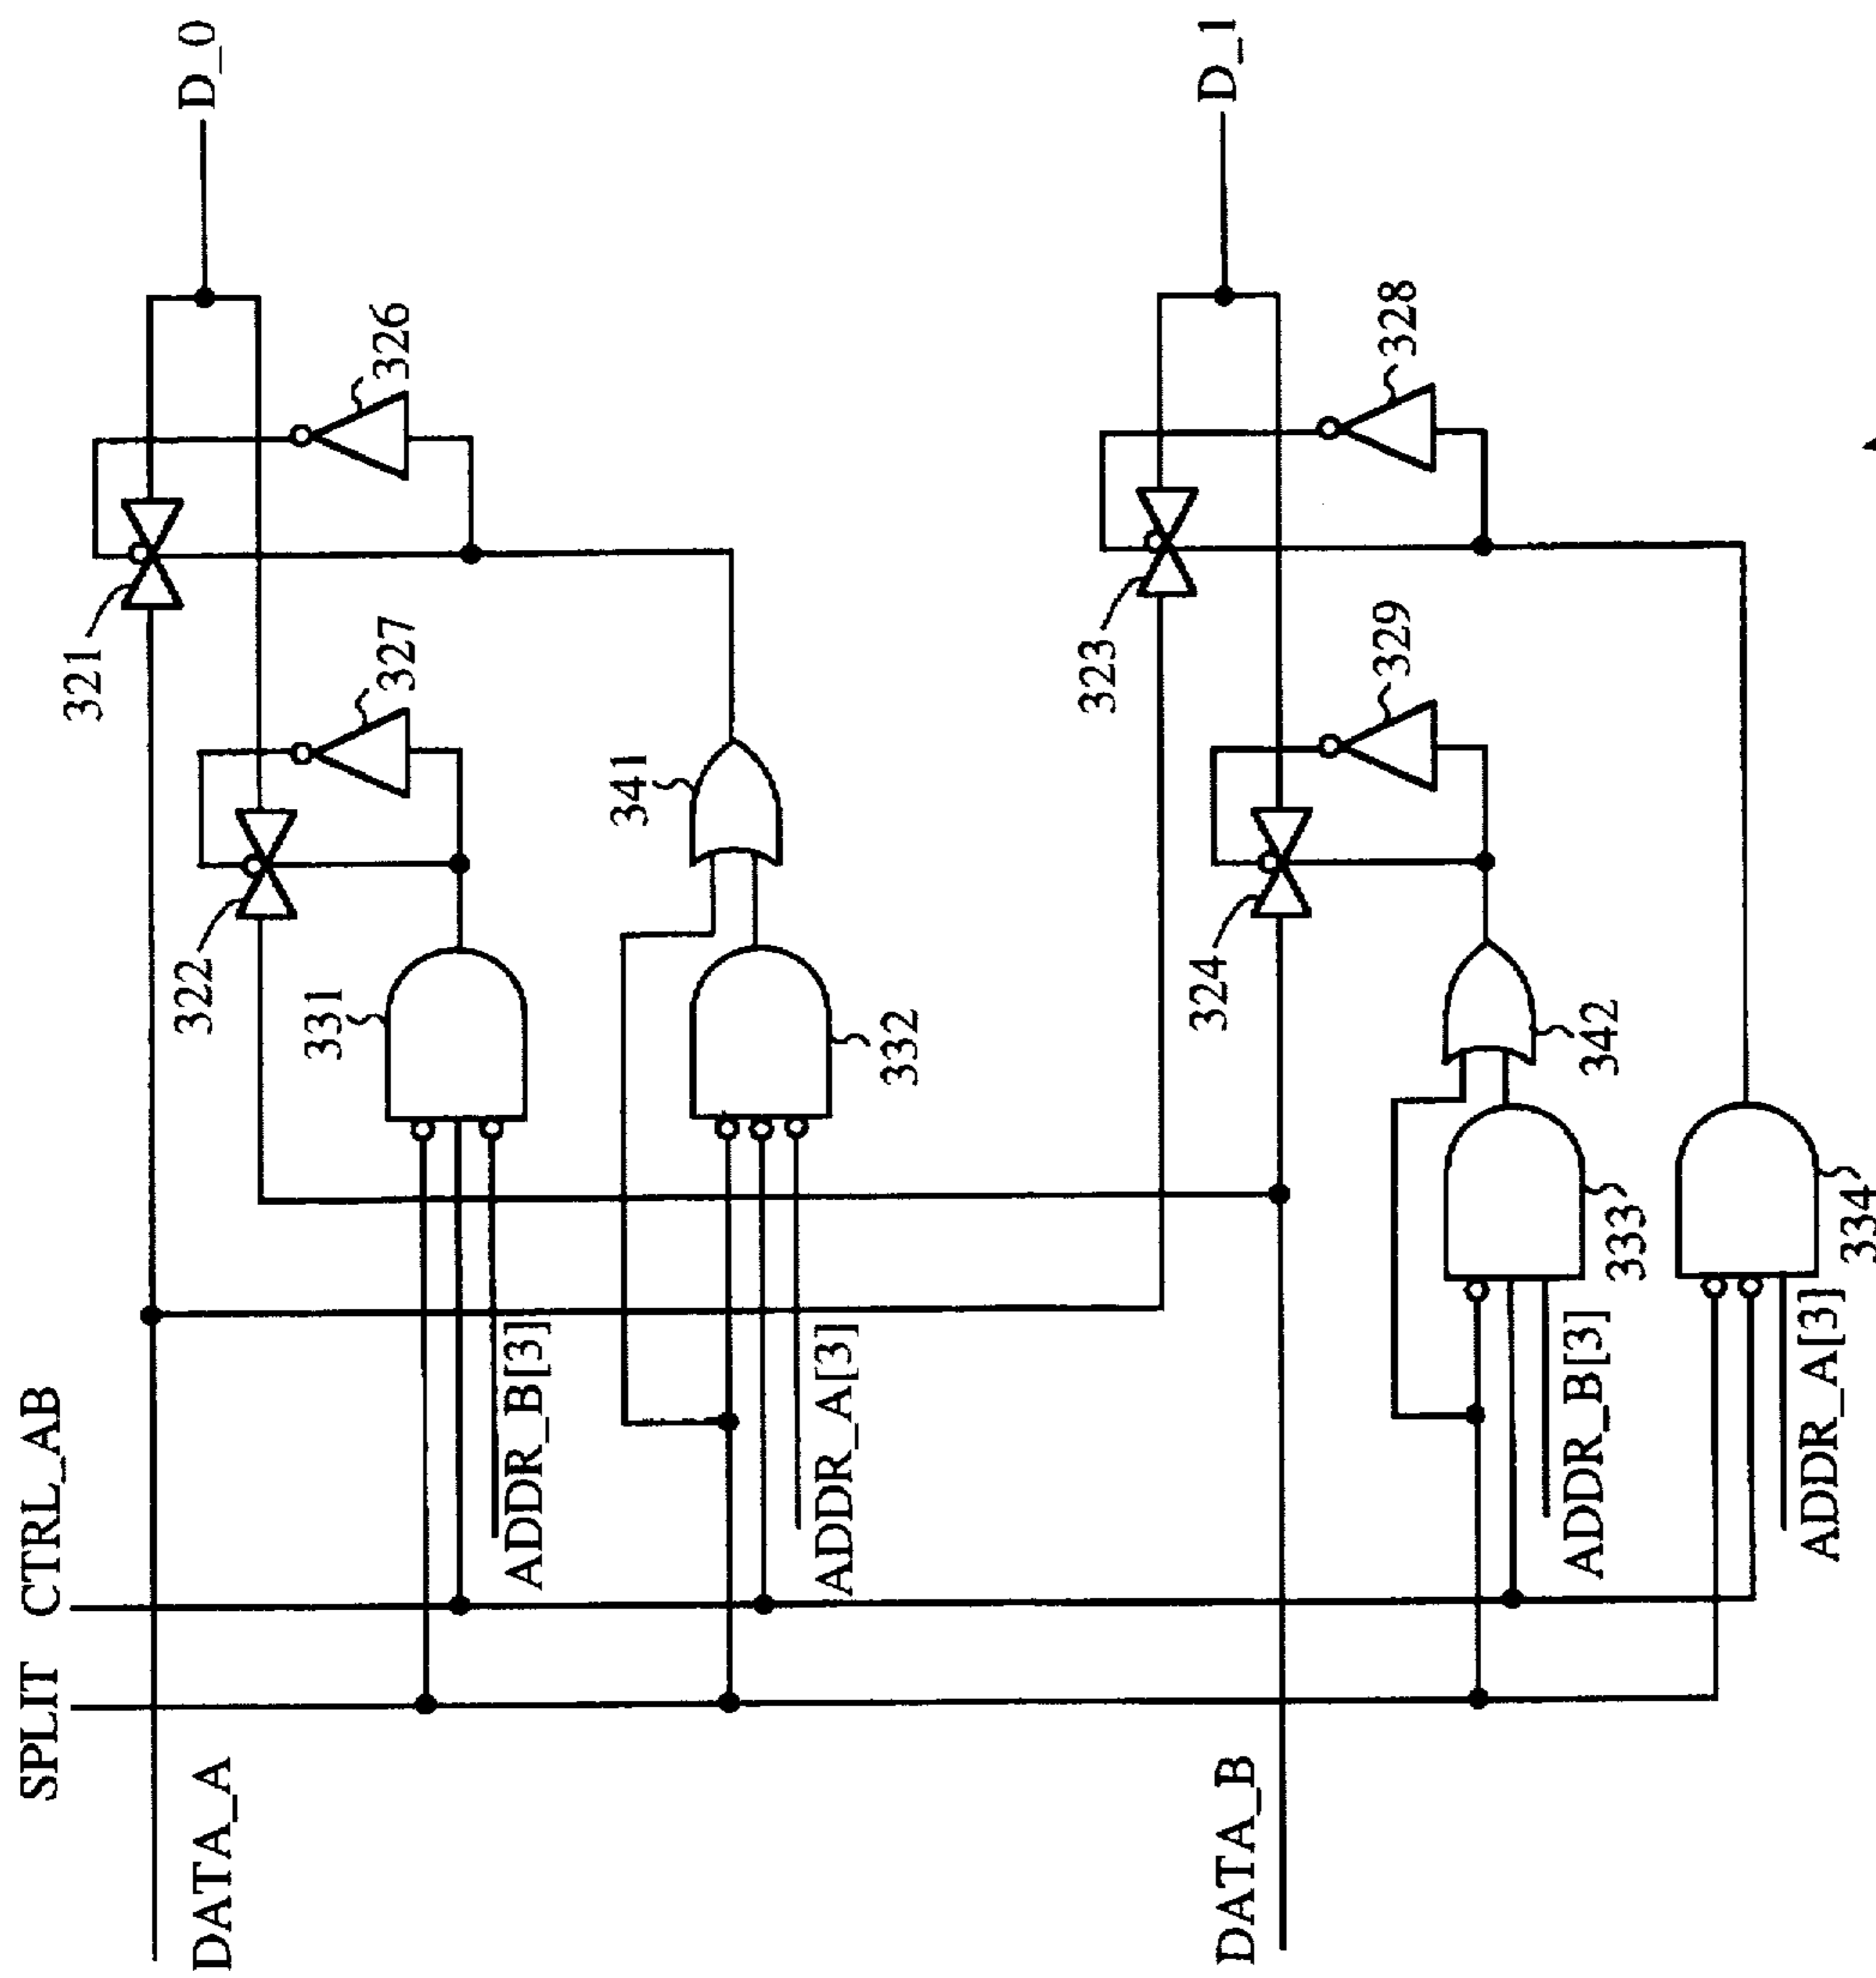 SPLIT
CTRL_AB
DATA_A
321
322
327
326
D_0
331
ADDR_B[3]
341
332
ADDR_A[3]
323
324
329
328
D_1
DATA_B
342
333
ADDR_B[3]
334
ADDR_A[3]